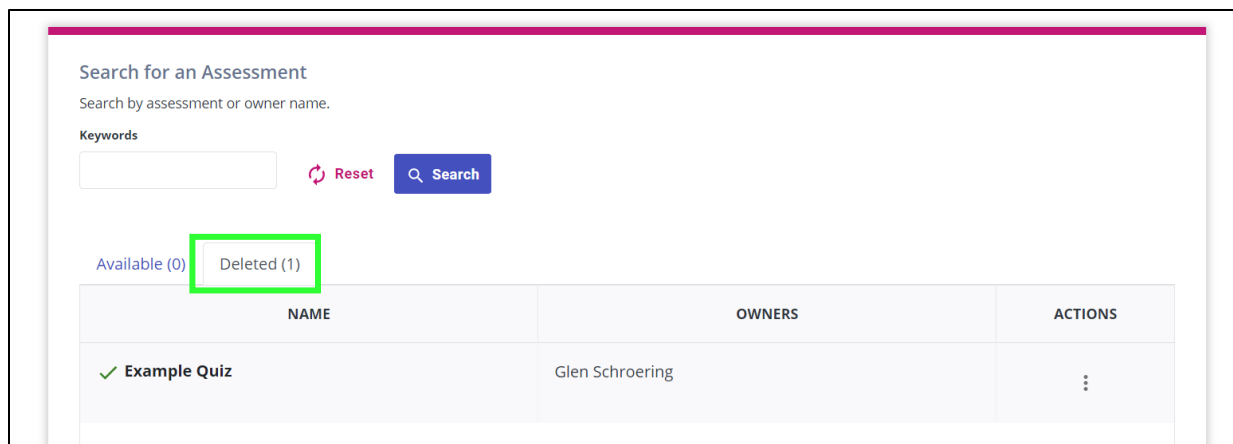 Search for an Assessment
Search by assessment or owner name.
Keywords
Reset
Search
Available (0)
Deleted (1)
NAME
OWNERS
ACTIONS
Example Quiz
Glen Schroering